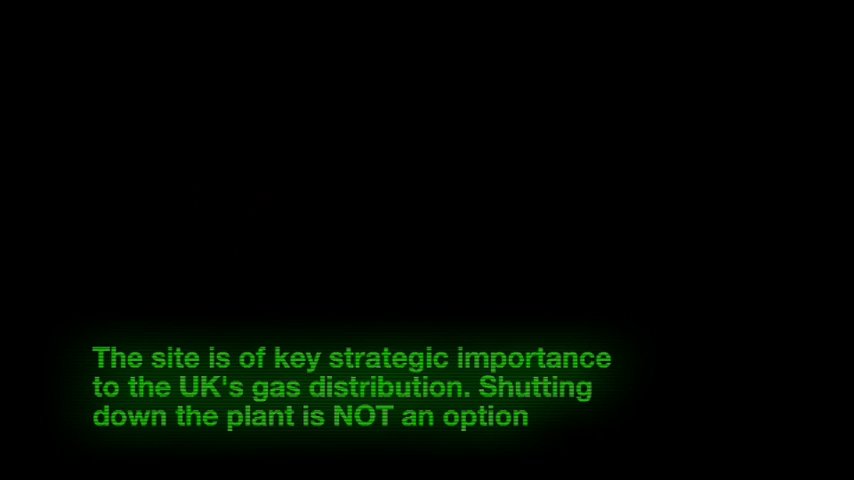 The site is of key strategic importance
to the UK's gas distribution. Shutting
down the plant is NOT an option